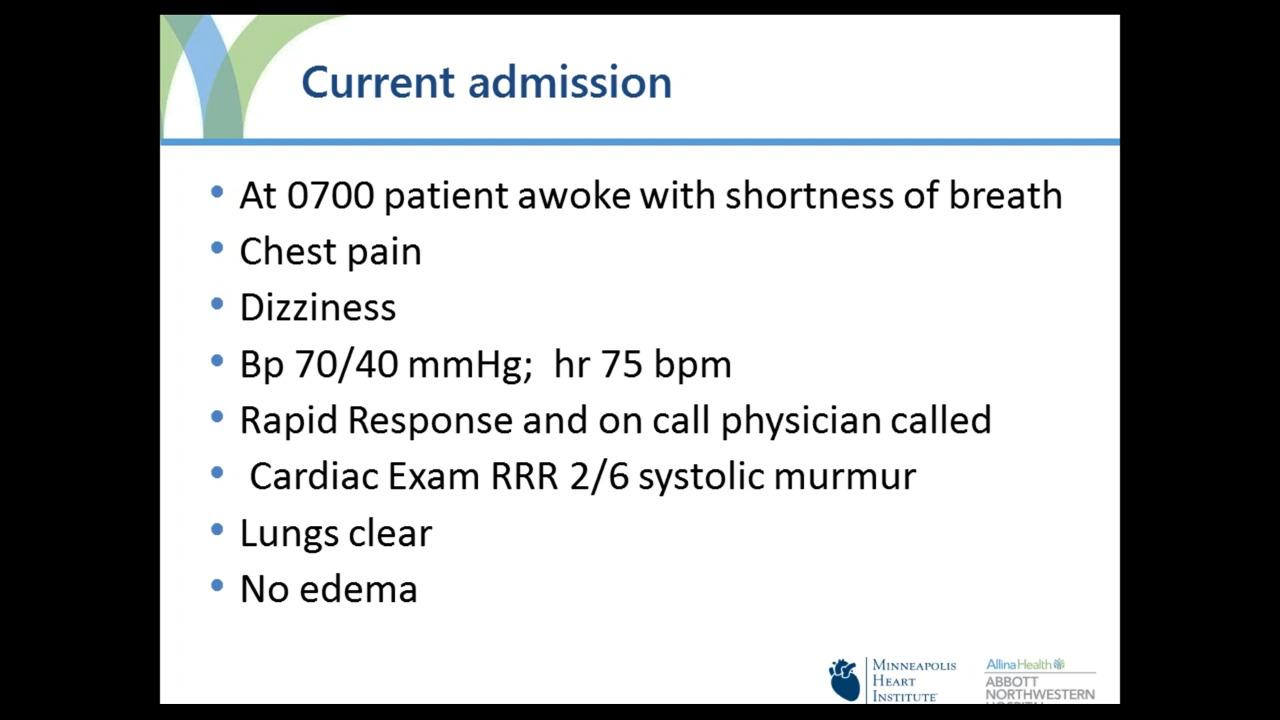 Current admission
• At 0700 patient awoke with shortness of breath
• Chest pain
• Dizziness
• Bp 70/40 mmHg;  hr 75 bpm
• Rapid Response and on call physician called
•  Cardiac Exam RRR 2/6 systolic murmur
• Lungs clear
• No edema
MINNEAPOLIS
HEART
INSTITUTE
AllinaHealth
ABBOTT
NORTHWESTERN